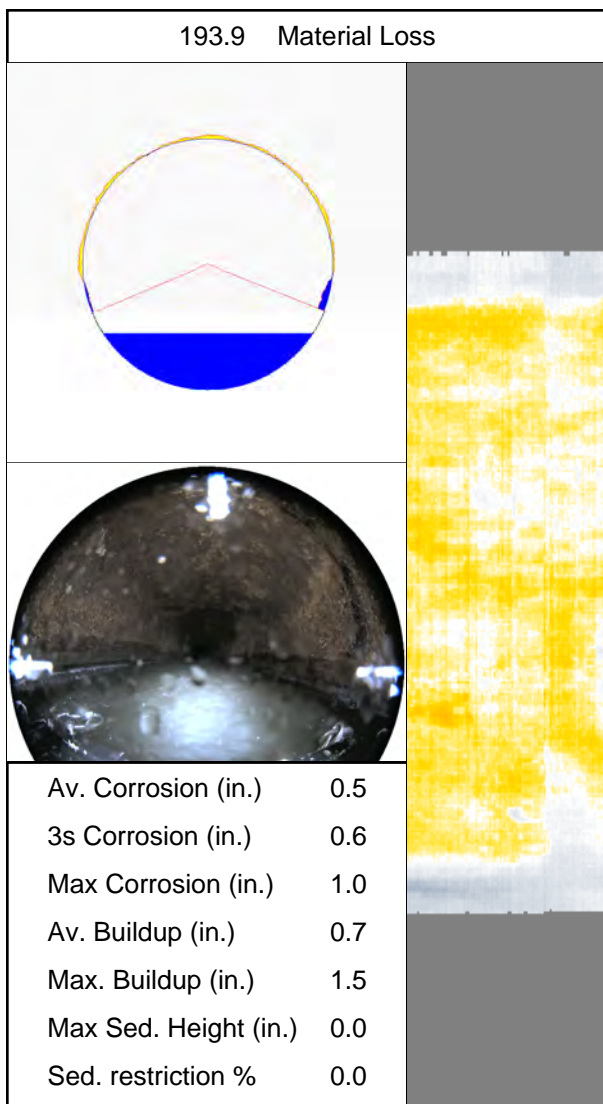 193.9 Material Loss
Av. Corrosion (in.) 0.5
3s Corrosion (in.) 0.6
Max Corrosion (in.) 1.0
Av. Buildup (in.) 0.7
Max. Buildup (in.) 1.5
Max Sed. Height (in.) 0.0
Sed. restriction % 0.0